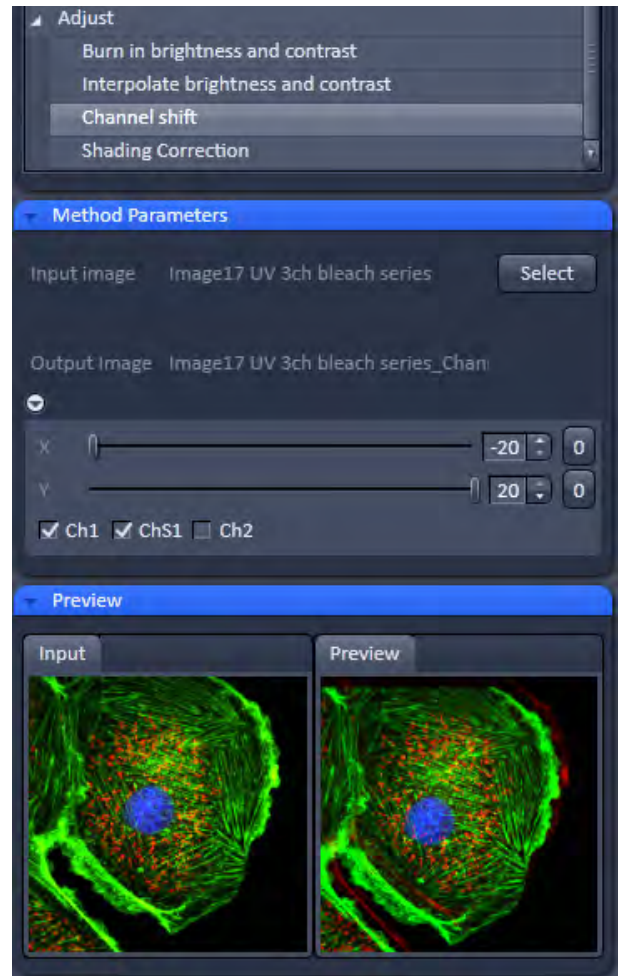 Adjust
Burn in brightness and contrast
Interpolate brightness and contrast
Channel shift
Shading Correction
Method Parameters
Input image Image17 UV 3ch bleach series Select
Output Image Image17 UV 3ch bleach series_Chan
X -20 0
Y 20 0
Ch1 ChS1 Ch2
Preview
Input Preview